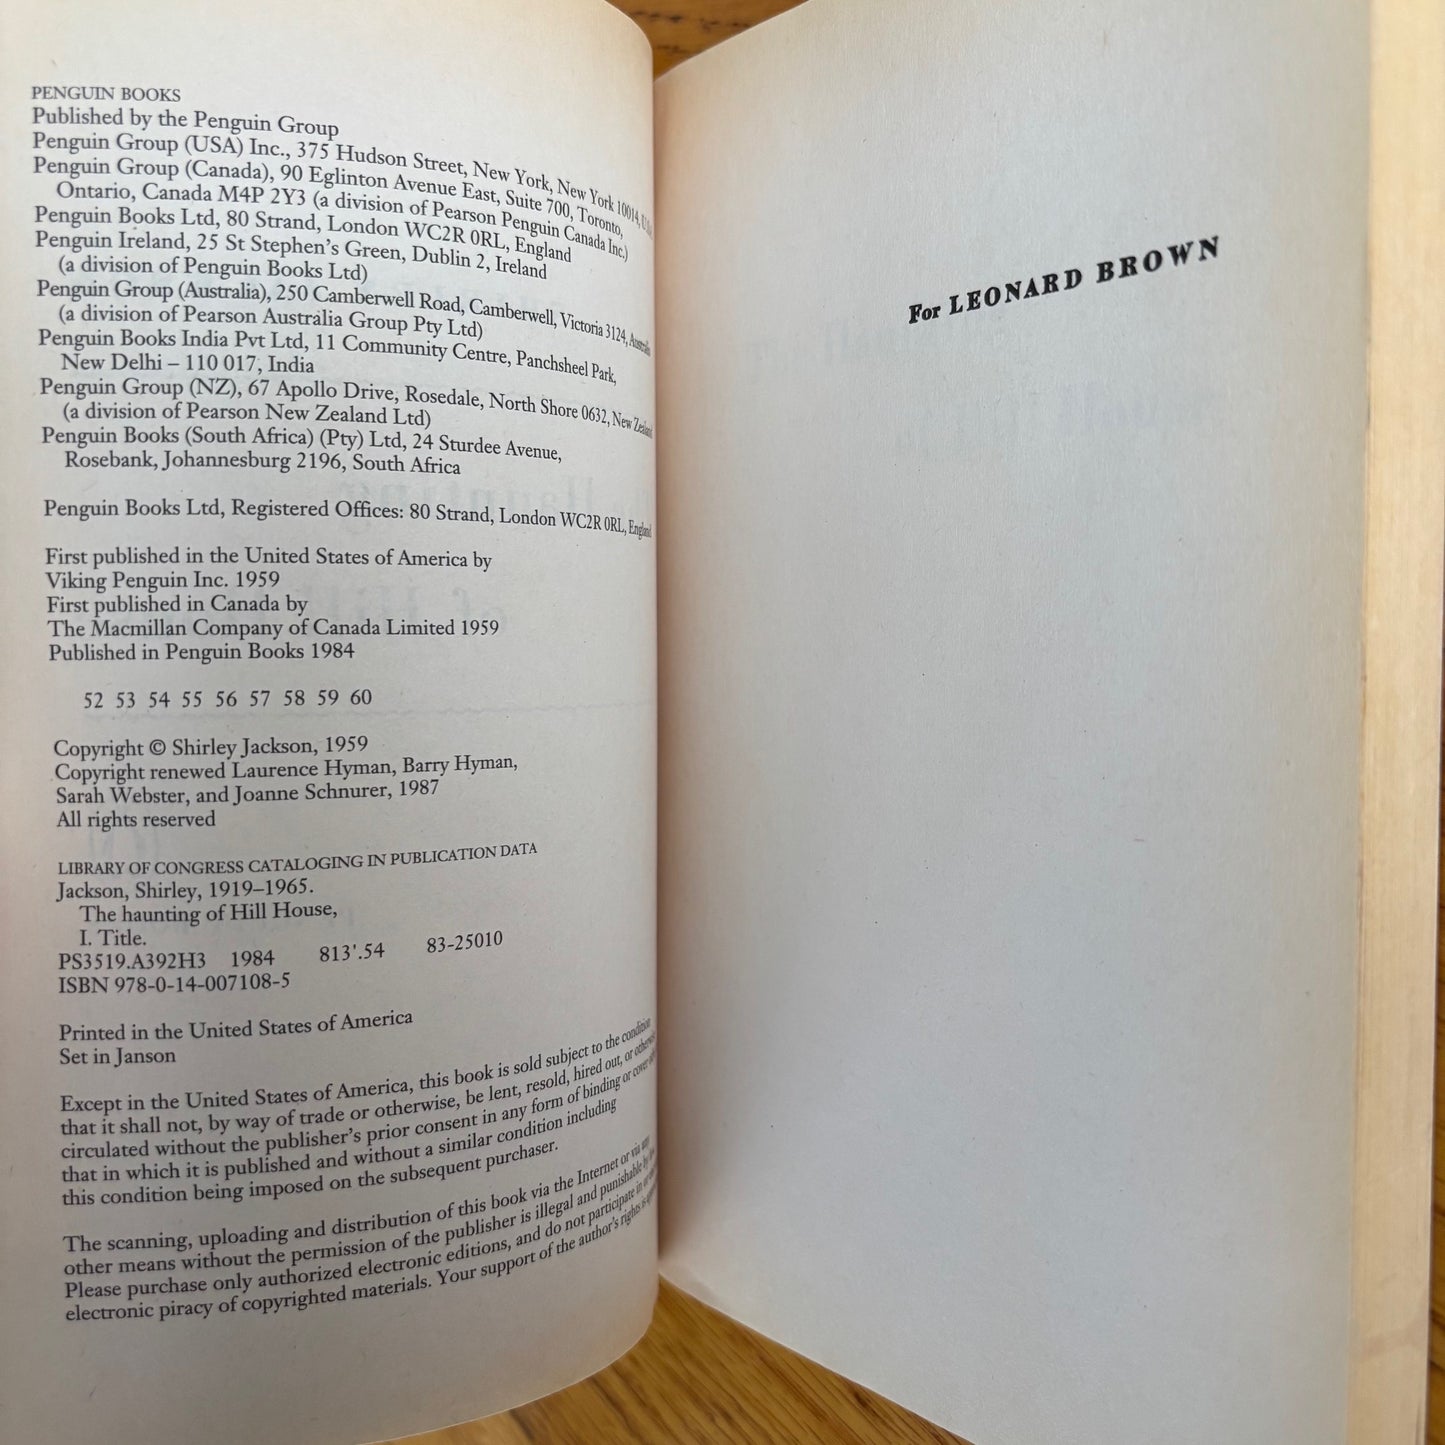 PENGUIN BOOKS
Published by the Penguin Group
Penguin Group (USA) Inc., 375 Hudson Street, New York, New York 10014, U.S.A.
Penguin Group (Canada), 90 Eglinton Avenue East, Suite 700, Toronto,
Ontario, Canada M4P 2Y3 (a division of Pearson Penguin Canada Inc.)
Penguin Books Ltd, 80 Strand, London WC2R 0RL, England
Penguin Ireland, 25 St Stephen's Green, Dublin 2, Ireland
(a division of Penguin Books Ltd)
Penguin Group (Australia), 250 Camberwell Road, Camberwell, Victoria 3124, Australia
(a division of Pearson Australia Group Pty Ltd)
Penguin Books India Pvt Ltd, 11 Community Centre, Panchsheel Park,
New Delhi – 110 017, India
Penguin Group (NZ), 67 Apollo Drive, Rosedale, North Shore 0632, New Zealand
(a division of Pearson New Zealand Ltd)
Penguin Books (South Africa) (Pty) Ltd, 24 Sturdee Avenue,
Rosebank, Johannesburg 2196, South Africa
Penguin Books Ltd, Registered Offices: 80 Strand, London WC2R 0RL, England
First published in the United States of America by
Viking Penguin Inc. 1959
First published in Canada by
The Macmillan Company of Canada Limited 1959
Published in Penguin Books 1984
52 53 54 55 56 57 58 59 60
Copyright © Shirley Jackson, 1959
Copyright renewed Laurence Hyman, Barry Hyman,
Sarah Webster, and Joanne Schnurer, 1987
All rights reserved
LIBRARY OF CONGRESS CATALOGING IN PUBLICATION DATA
Jackson, Shirley, 1919–1965.
The haunting of Hill House,
I. Title.
PS3519.A392H3 1984 813'.54 83-25010
ISBN 978-0-14-007108-5
Printed in the United States of America
Set in Janson
Except in the United States of America, this book is sold subject to the condition
that it shall not, by way of trade or otherwise, be lent, resold, hired out, or otherwise
circulated without the publisher's prior consent in any form of binding or cover other
that in which it is published and without a similar condition including
this condition being imposed on the subsequent purchaser.
The scanning, uploading and distribution of this book via the Internet or via any
other means without the permission of the publisher is illegal and punishable by
Please purchase only authorized electronic editions, and do not participate in or
electronic piracy of copyrighted materials. Your support of the author's rights is
For LEONARD BROWN